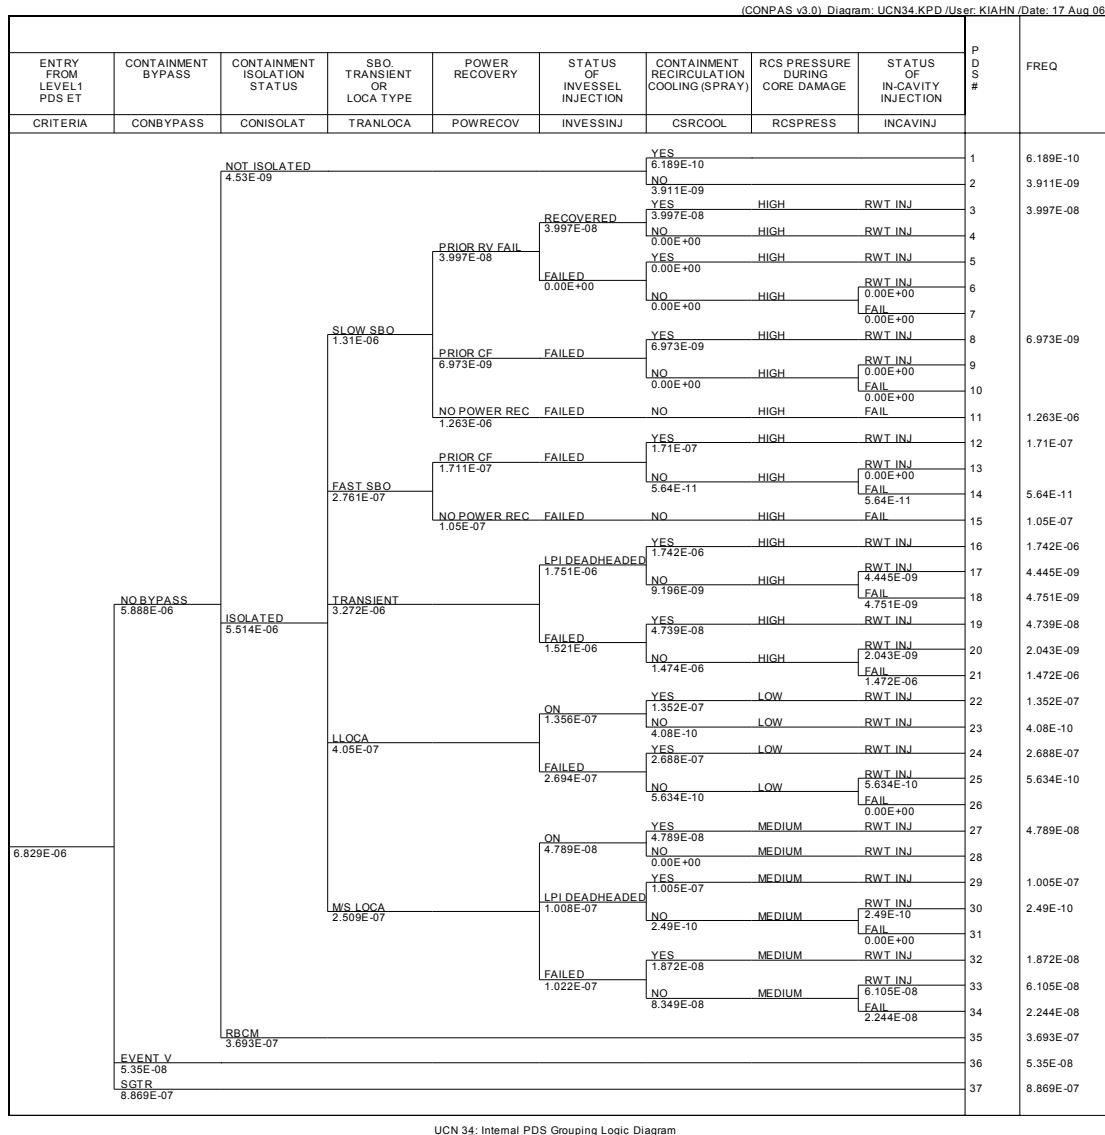 (CONPAS v3.0) Diagram: UCN34.KPD /User: KIAHN /Date: 17 Aug 06
ENTRY FROM LEVEL1 PDS ET
CONTAINMENT BYPASS
CONTAINMENT ISOLATION STATUS
SBO. TRANSIENT OR LOCA TYPE
POWER RECOVERY
STATUS OF INVESSEL INJECTION
CONTAINMENT RECIRCULATION COOLING (SPRAY)
RCS PRESSURE DURING CORE DAMAGE
STATUS OF IN-CAVITY INJECTION
PDS#
FREQ
CRITERIA CONBYPASS CONISOLAT TRANLOCA POWRECOV INVESSINJ CSRCOOL RCSPRESS INCAVINJ
YES
6.189E-10 1 6.189E-10
NOT ISOLATED
4.53E-09
NO
3.911E-09 2 3.911E-09
YES HIGH RWT INJ
3.997E-08 3 3.997E-08
RECOVERED
3.997E-08
NO HIGH RWT INJ
0.00E+00 4
PRIOR RV FAIL
3.997E-08
YES HIGH RWT INJ
0.00E+00 5
FAILED
0.00E+00
RWT INJ
0.00E+00 6
NO HIGH
0.00E+00
FAIL
0.00E+00 7
SLOW SBO
1.31E-06
YES HIGH RWT INJ
6.973E-09 8 6.973E-09
PRIOR CF FAILED
6.973E-09
RWT INJ
0.00E+00 9
NO HIGH
0.00E+00
FAIL
0.00E+00 10
NO POWER REC FAILED NO HIGH FAIL
1.263E-06 11 1.263E-06
YES HIGH RWT INJ
1.71E-07 12 1.71E-07
PRIOR CF FAILED
1.711E-07
RWT INJ
0.00E+00 13
NO HIGH
5.64E-11
FAST SBO
2.761E-07
FAIL
5.64E-11 14 5.64E-11
NO POWER REC FAILED NO HIGH FAIL
1.05E-07 15 1.05E-07
YES HIGH RWT INJ
1.742E-06 16 1.742E-06
LPI DEADHEADED
1.751E-06
RWT INJ
4.445E-09 17 4.445E-09
NO HIGH
9.196E-09
FAIL
4.751E-09 18 4.751E-09
NO BYPASS
5.888E-06
TRANSIENT
3.272E-06
ISOLATED
5.514E-06
YES HIGH RWT INJ
4.739E-08 19 4.739E-08
FAILED
1.521E-06
RWT INJ
2.043E-09 20 2.043E-09
NO HIGH
1.474E-06
FAIL
1.472E-06 21 1.472E-06
YES LOW RWT INJ
1.352E-07 22 1.352E-07
ON
1.356E-07
NO LOW RWT INJ
4.08E-10 23 4.08E-10
LLOCA
4.05E-07
YES LOW RWT INJ
2.688E-07 24 2.688E-07
FAILED
2.694E-07
RWT INJ
5.634E-10 25 5.634E-10
NO LOW
5.634E-10
FAIL
0.00E+00 26
YES MEDIUM RWT INJ
4.789E-08 27 4.789E-08
ON
4.789E-08
6.829E-06
NO MEDIUM RWT INJ
0.00E+00 28
YES MEDIUM RWT INJ
1.005E-07 29 1.005E-07
LPI DEADHEADED
1.008E-07
M/S LOCA
2.509E-07
RWT INJ
2.49E-10 30 2.49E-10
NO MEDIUM
2.49E-10
FAIL
0.00E+00 31
YES MEDIUM RWT INJ
1.872E-08 32 1.872E-08
FAILED
1.022E-07
RWT INJ
6.105E-08 33 6.105E-08
NO MEDIUM
8.349E-08
FAIL
2.244E-08 34 2.244E-08
RBCM
3.693E-07 35 3.693E-07
EVENT V
5.35E-08 36 5.35E-08
SGTR
8.869E-07 37 8.869E-07
UCN 34: Internal PDS Grouping Logic Diagram